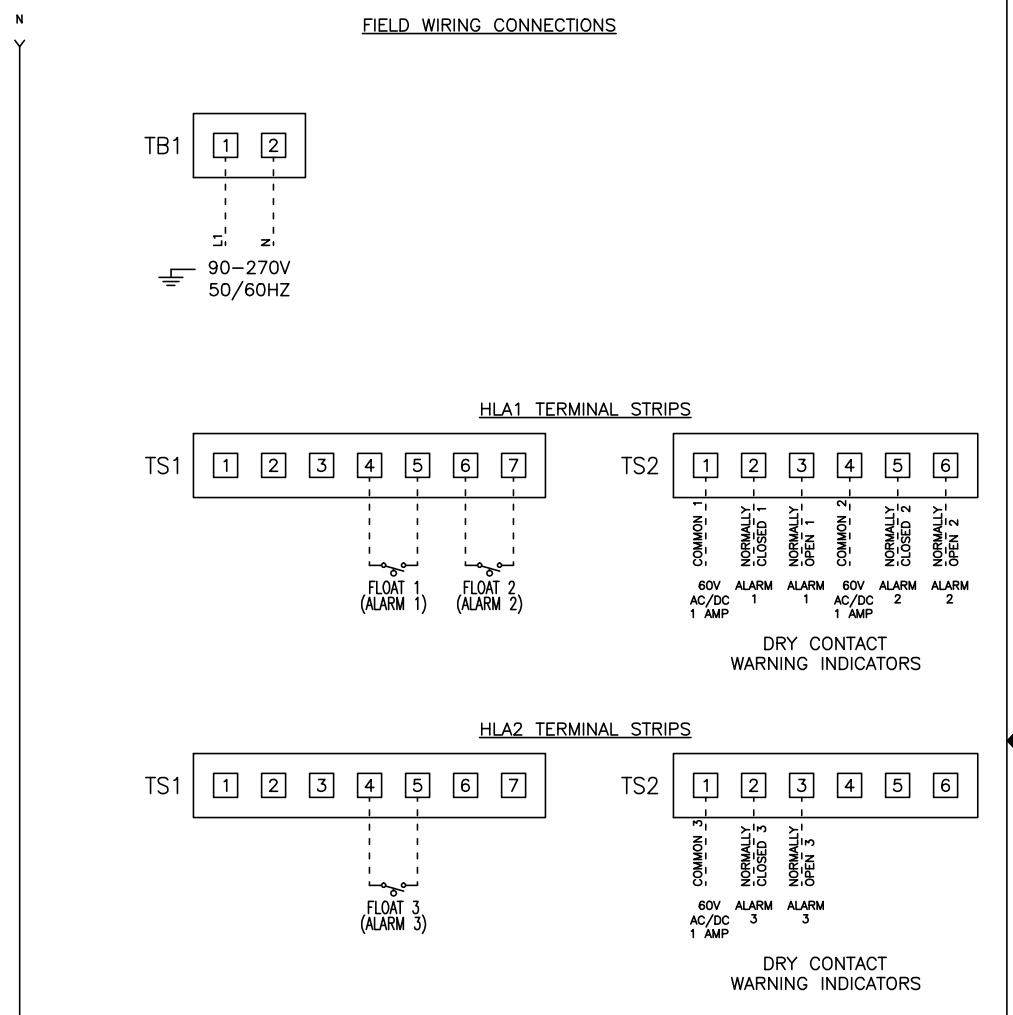 N
FIELD WIRING CONNECTIONS
TB1 1 2
L1 N
90-270V
50/60HZ
HLA1 TERMINAL STRIPS
TS1 1 2 3 4 5 6 7
FLOAT 1
(ALARM 1)
FLOAT 2
(ALARM 2)
TS2 1 2 3 4 5 6
COMMON 1
NORMALLY
CLOSED 1
NORMALLY
OPEN 1
COMMON 2
NORMALLY
CLOSED 2
NORMALLY
OPEN 2
60V
AC/DC
1 AMP
ALARM
1
ALARM
1
60V
AC/DC
1 AMP
ALARM
2
ALARM
2
DRY CONTACT
WARNING INDICATORS
HLA2 TERMINAL STRIPS
TS1 1 2 3 4 5 6 7
FLOAT 3
(ALARM 3)
TS2 1 2 3 4 5 6
COMMON 3
NORMALLY
CLOSED 3
NORMALLY
OPEN 3
60V
AC/DC
1 AMP
ALARM
3
ALARM
3
DRY CONTACT
WARNING INDICATORS